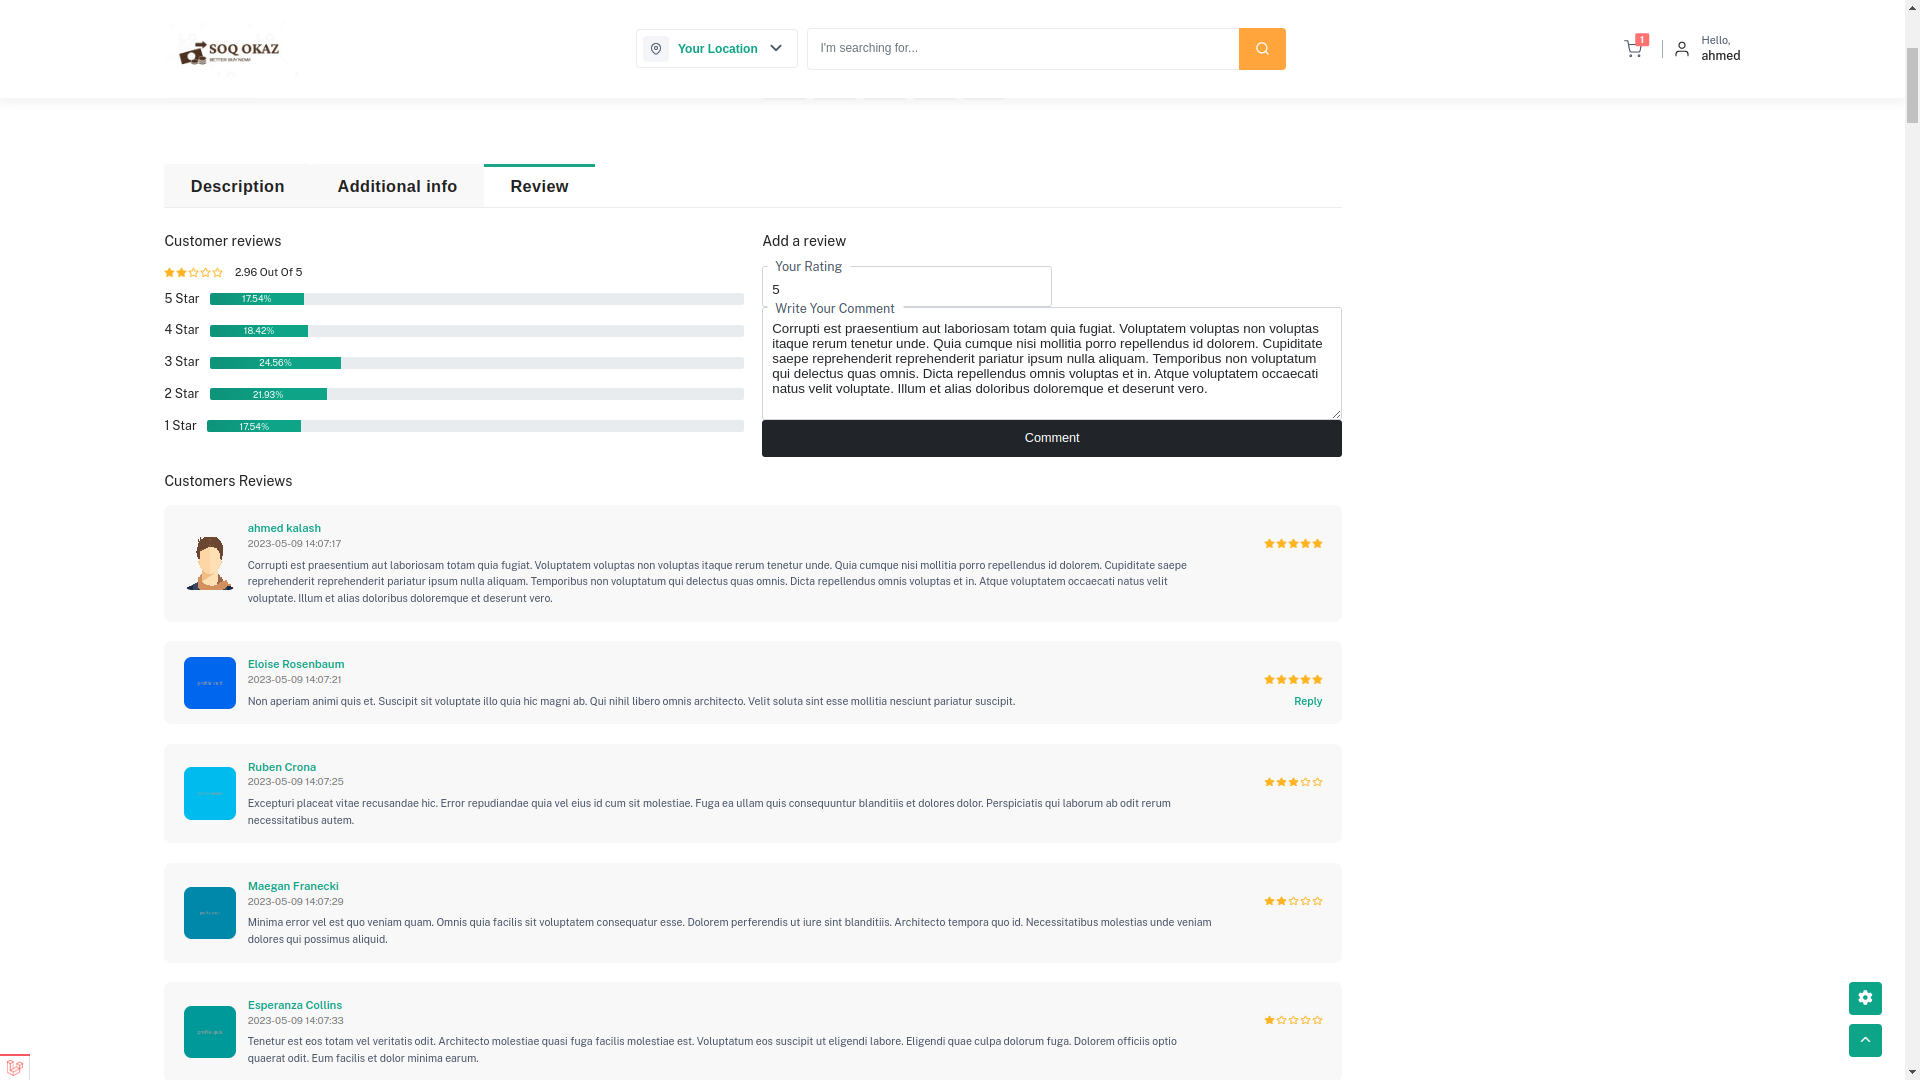 SOQ OKAZ
BETTER BUY NOW!
Your Location
I'm searching for...
1
Hello,
ahmed
Description
Additional info
Review
Customer reviews
2.96 Out Of 5
5 Star
17.54%
4 Star
18.42%
3 Star
24.56%
2 Star
21.93%
1 Star
17.54%
Add a review
Your Rating
5
Write Your Comment
Corrupti est praesentium aut laboriosam totam quia fugiat. Voluptatem voluptas non voluptas
itaque rerum tenetur unde. Quia cumque nisi mollitia porro repellendus id dolorem. Cupiditate
saepe reprehenderit reprehenderit pariatur ipsum nulla aliquam. Temporibus non voluptatum
qui delectus quas omnis. Dicta repellendus omnis voluptas et in. Atque voluptatem occaecati
natus velit voluptate. Illum et alias doloribus doloremque et deserunt vero.
Comment
Customers Reviews
ahmed kalash
2023-05-09 14:07:17
Corrupti est praesentium aut laboriosam totam quia fugiat. Voluptatem voluptas non voluptas itaque rerum tenetur unde. Quia cumque nisi mollitia porro repellendus id dolorem. Cupiditate saepe
reprehenderit reprehenderit pariatur ipsum nulla aliquam. Temporibus non voluptatum qui delectus quas omnis. Dicta repellendus omnis voluptas et in. Atque voluptatem occaecati natus velit
voluptate. Illum et alias doloribus doloremque et deserunt vero.
Eloise Rosenbaum
2023-05-09 14:07:21
Non aperiam animi quis et. Suscipit sit voluptate illo quia hic magni ab. Qui nihil libero omnis architecto. Velit soluta sint esse mollitia nesciunt pariatur suscipit.
Reply
Ruben Crona
2023-05-09 14:07:25
Excepturi placeat vitae recusandae hic. Error repudiandae quia vel eius id cum sit molestiae. Fuga ea ullam quis consequuntur blanditiis et dolores dolor. Perspiciatis qui laborum ab odit rerum
necessitatibus autem.
Maegan Franecki
2023-05-09 14:07:29
Minima error vel est quo veniam quam. Omnis quia facilis sit voluptatem consequatur esse. Dolorem perferendis ut iure sint blanditiis. Architecto tempora quo id. Necessitatibus molestias unde veniam
dolores qui possimus aliquid.
Esperanza Collins
2023-05-09 14:07:33
Tenetur est eos totam vel veritatis odit. Architecto molestiae quasi fuga facilis molestiae est. Voluptatum eos suscipit ut eligendi labore. Eligendi quae culpa dolorum fuga. Dolorem officiis optio
quaerat odit. Eum facilis et dolor minima earum.